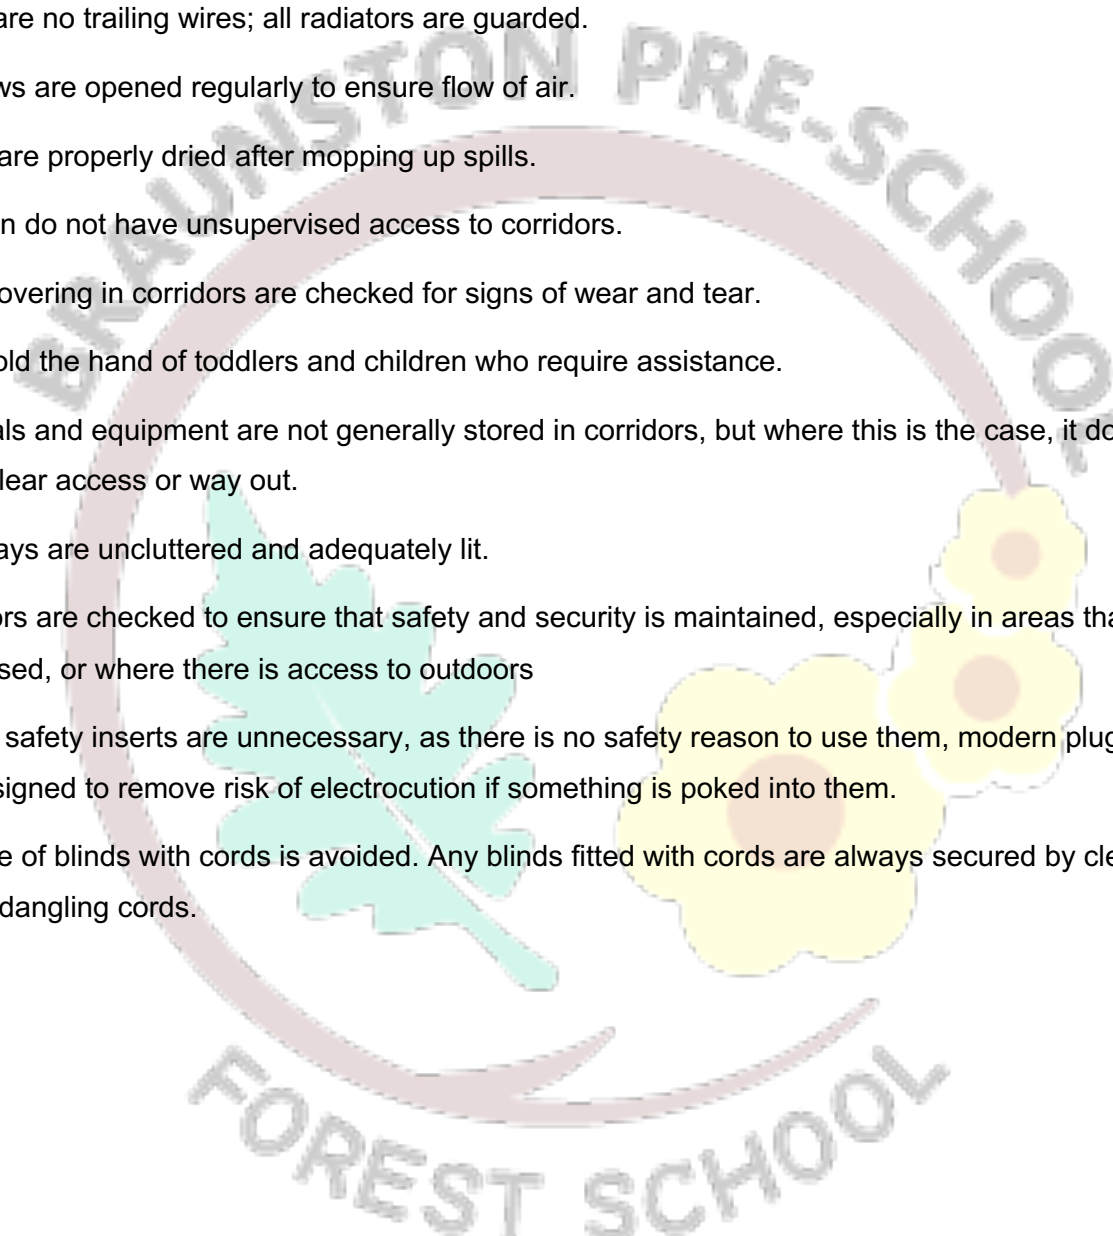 are no trailing wires; all radiators are guarded.
ws are opened regularly to ensure flow of air.
are properly dried after mopping up spills.
n do not have unsupervised access to corridors.
overing in corridors are checked for signs of wear and tear.
old the hand of toddlers and children who require assistance.
als and equipment are not generally stored in corridors, but where this is the case, it do
lear access or way out.
ays are uncluttered and adequately lit.
ors are checked to ensure that safety and security is maintained, especially in areas tha
sed, or where there is access to outdoors
safety inserts are unnecessary, as there is no safety reason to use them, modern plug
signed to remove risk of electrocution if something is poked into them.
e of blinds with cords is avoided. Any blinds fitted with cords are always secured by cle
dangling cords.
BRAUNSTON PRE-SCHOOL
FOREST SCHOOL